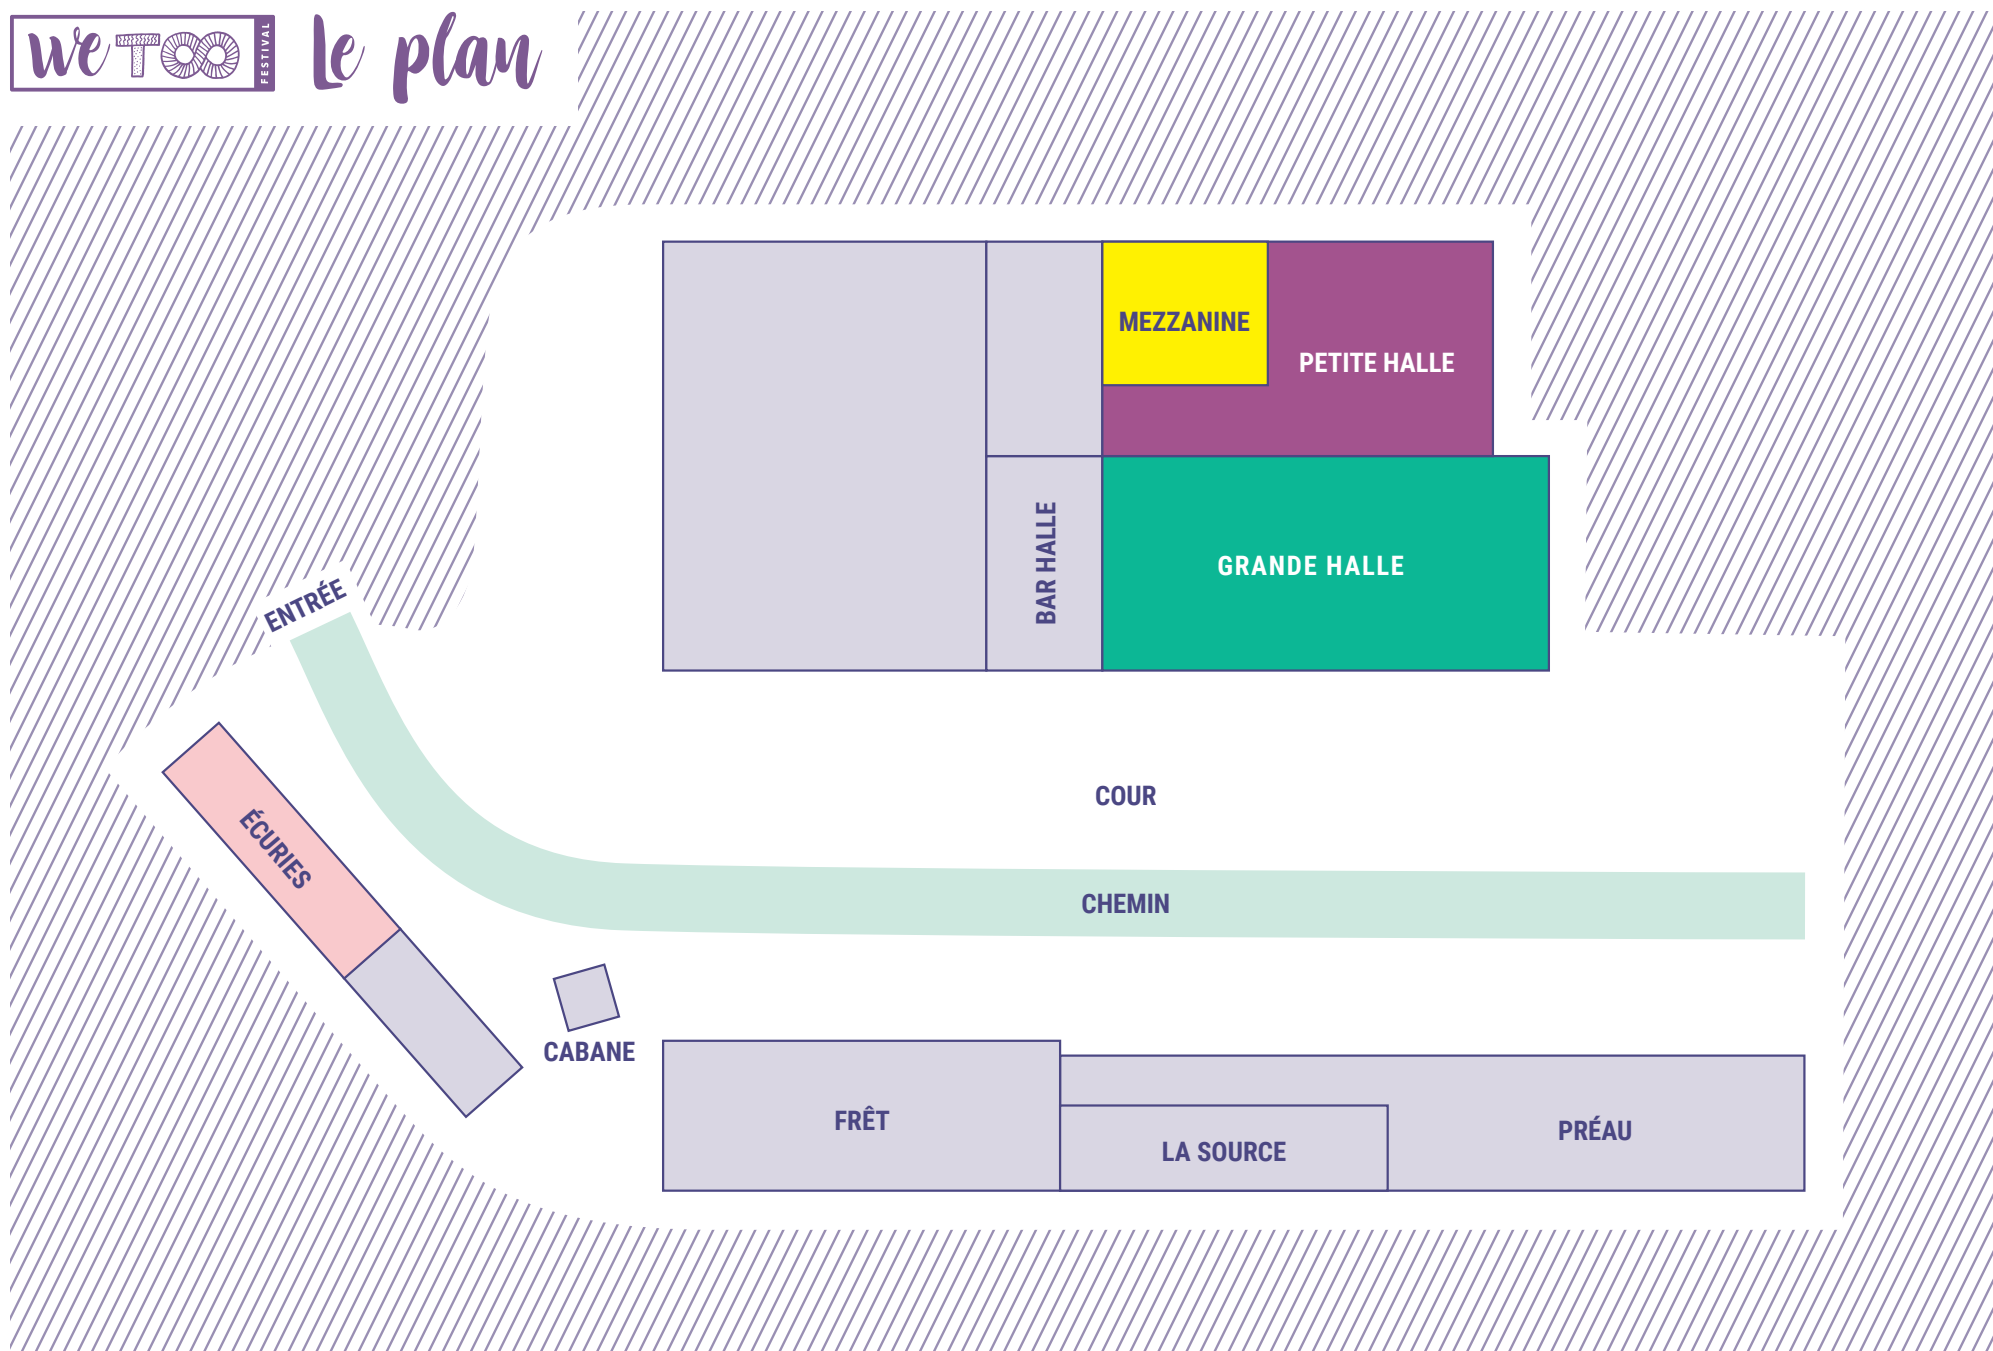 we TOO FESTIVAL
Le plan
MEZZANINE
PETITE HALLE
BAR HALLE
GRANDE HALLE
ENTRÉE
COUR
ÉCURIES
CHEMIN
CABANE
FRÊT
LA SOURCE
PRÉAU